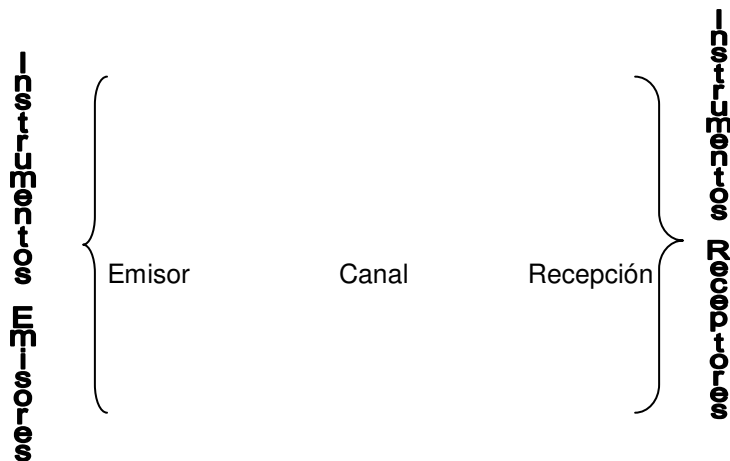 Instrumentos Emisores
Emisor Canal Recepción
Instrumentos Receptores